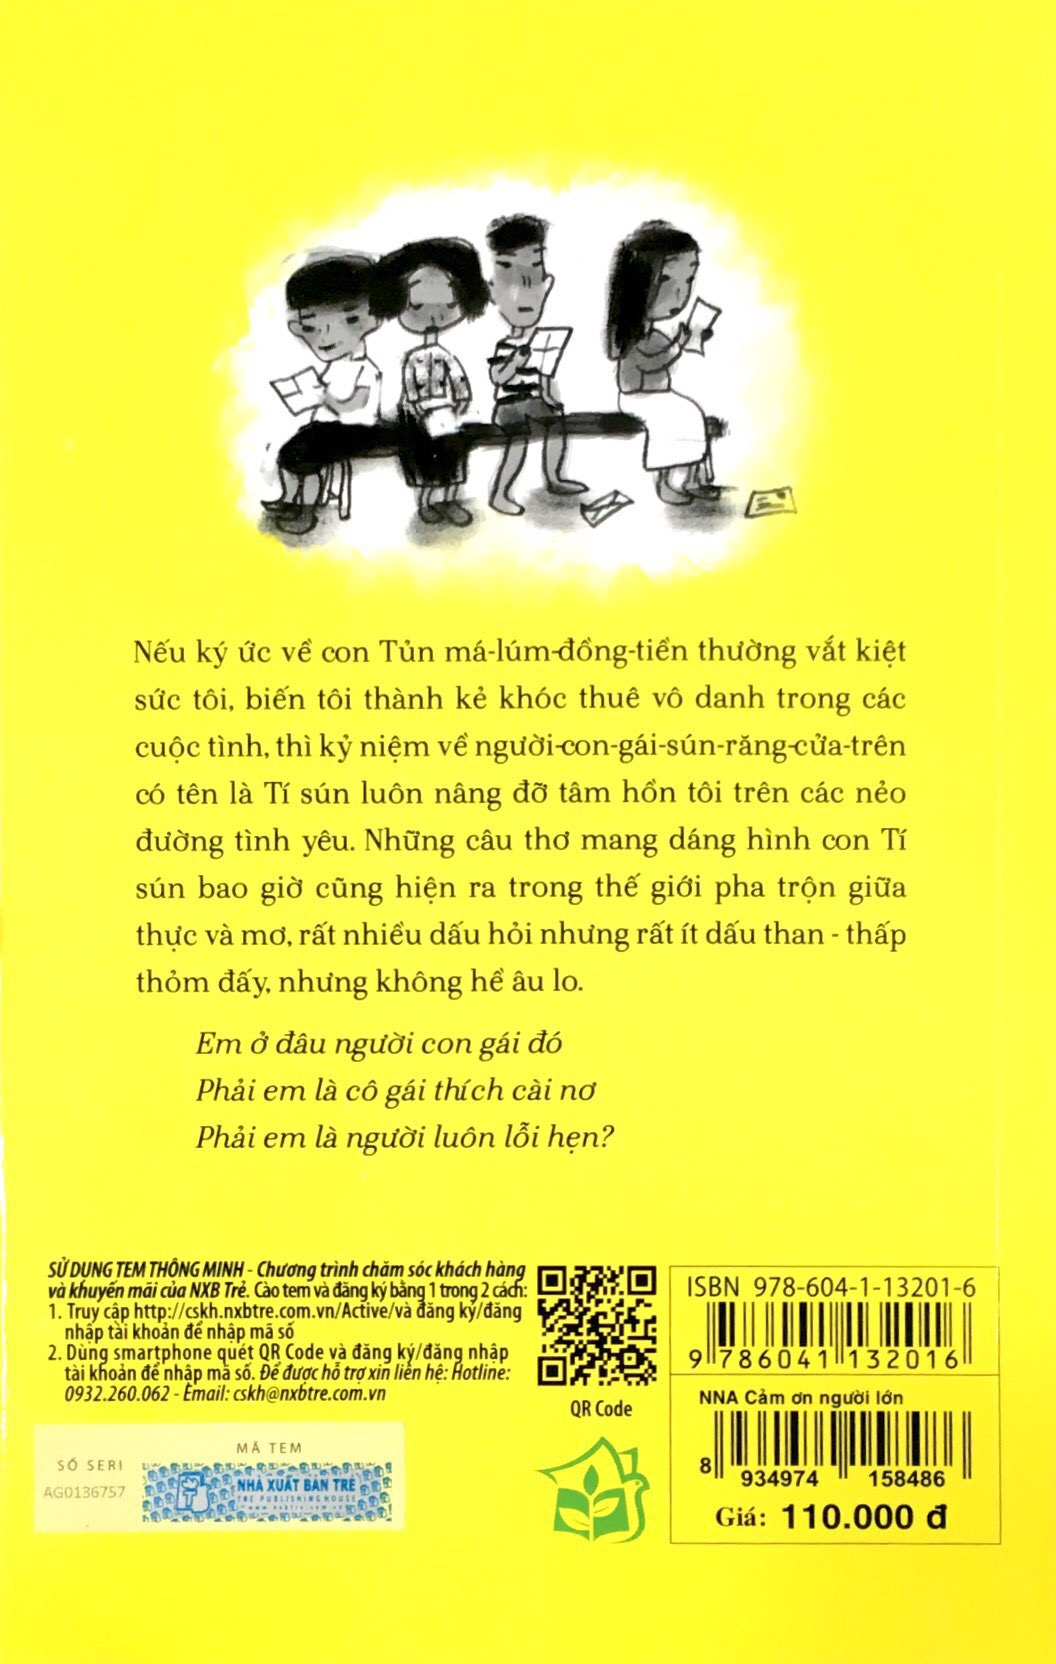 Nếu ký ức về con Tủn má-lúm-đồng-tiền thường vắt kiệt
sức tôi, biến tôi thành kẻ khóc thuê vô danh trong các
cuộc tình, thì kỷ niệm về người-con-gái-sún-răng-cửa-trên
có tên là Tí sún luôn nâng đỡ tâm hồn tôi trên các nẻo
đường tình yêu. Những câu thơ mang dáng hình con Tí
sún bao giờ cũng hiện ra trong thế giới pha trộn giữa
thực và mơ, rất nhiều dấu hỏi nhưng rất ít dấu than - thấp
thỏm đấy, nhưng không hề âu lo.
Em ở đâu người con gái đó
Phải em là cô gái thích cài nơ
Phải em là người luôn lỗi hẹn?
SỬ DỤNG TEM THÔNG MINH - Chương trình chăm sóc khách hàng
và khuyến mãi của NXB Trẻ. Cào tem và đăng ký bằng 1 trong 2 cách:
1. Truy cập http://cskh.nxbtre.com.vn/Active/và đăng ký/đăng
nhập tài khoản để nhập mã số
2. Dùng smartphone quét QR Code và đăng ký/đăng nhập
tài khoản để nhập mã số. Để được hỗ trợ xin liên hệ: Hotline:
0932.260.062 - Email: cskh@nxbtre.com.vn
QR Code
MÃ TEM
SỐ SERI
AG0136757
NHÀ XUẤT BẢN TRẺ
THE PUBLISHING HOUSE
www.nxbtre.com.vn
ISBN 978-604-1-13201-6
9 786041 132016
NNA Cảm ơn người lớn
8 934974 158486
Giá: 110.000 đ